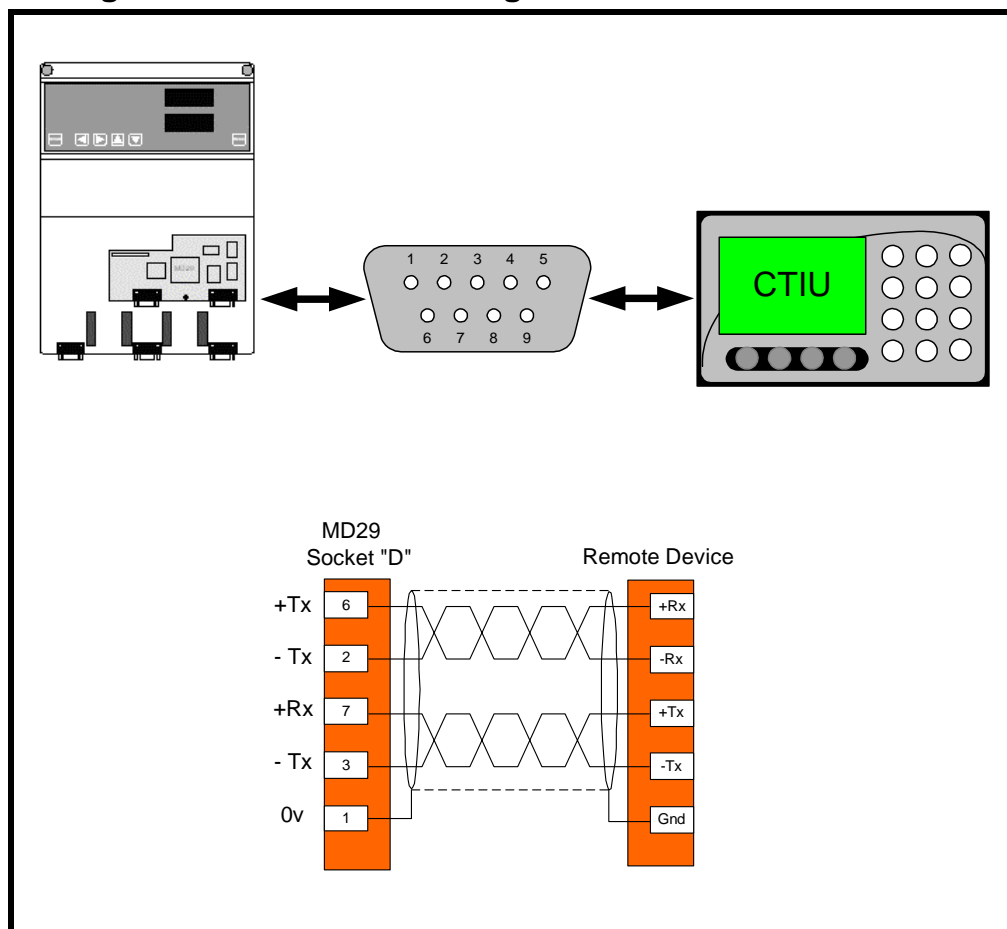 MD29
1 2 3 4 5
6 7 8 9
CTIU
MD29
Socket "D"
Remote Device
+Tx 6 +Rx
- Tx 2 -Rx
+Rx 7 +Tx
- Tx 3 -Tx
0v 1 Gnd